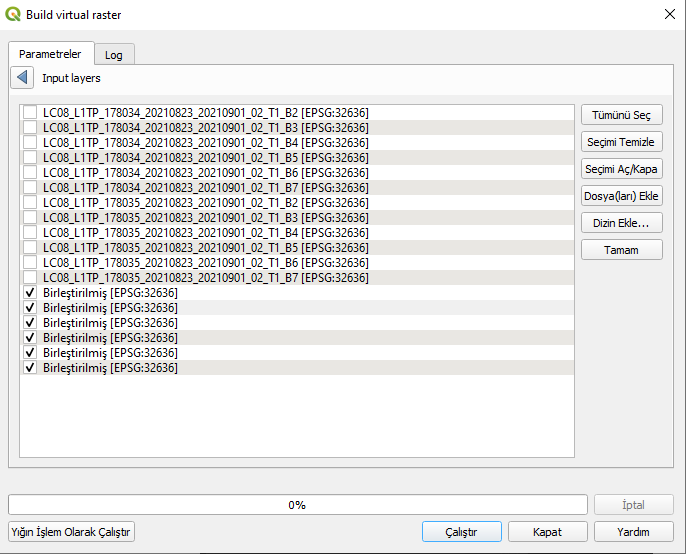 Build virtual raster
Parametreler
Log
Input layers
LC08_L1TP_178034_20210823_20210901_02_T1_B2 [EPSG:32636]
LC08_L1TP_178034_20210823_20210901_02_T1_B3 [EPSG:32636]
LC08_L1TP_178034_20210823_20210901_02_T1_B4 [EPSG:32636]
LC08_L1TP_178034_20210823_20210901_02_T1_B5 [EPSG:32636]
LC08_L1TP_178034_20210823_20210901_02_T1_B6 [EPSG:32636]
LC08_L1TP_178034_20210823_20210901_02_T1_B7 [EPSG:32636]
LC08_L1TP_178035_20210823_20210901_02_T1_B2 [EPSG:32636]
LC08_L1TP_178035_20210823_20210901_02_T1_B3 [EPSG:32636]
LC08_L1TP_178035_20210823_20210901_02_T1_B4 [EPSG:32636]
LC08_L1TP_178035_20210823_20210901_02_T1_B5 [EPSG:32636]
LC08_L1TP_178035_20210823_20210901_02_T1_B6 [EPSG:32636]
LC08_L1TP_178035_20210823_20210901_02_T1_B7 [EPSG:32636]
Birleştirilmiş [EPSG:32636]
Birleştirilmiş [EPSG:32636]
Birleştirilmiş [EPSG:32636]
Birleştirilmiş [EPSG:32636]
Birleştirilmiş [EPSG:32636]
Birleştirilmiş [EPSG:32636]
Tümünü Seç
Seçimi Temizle
Seçimi Aç/Kapa
Dosya(ları) Ekle
Dizin Ekle...
Tamam
0%
İptal
Yığın İşlem Olarak Çalıştır
Çalıştır
Kapat
Yardım